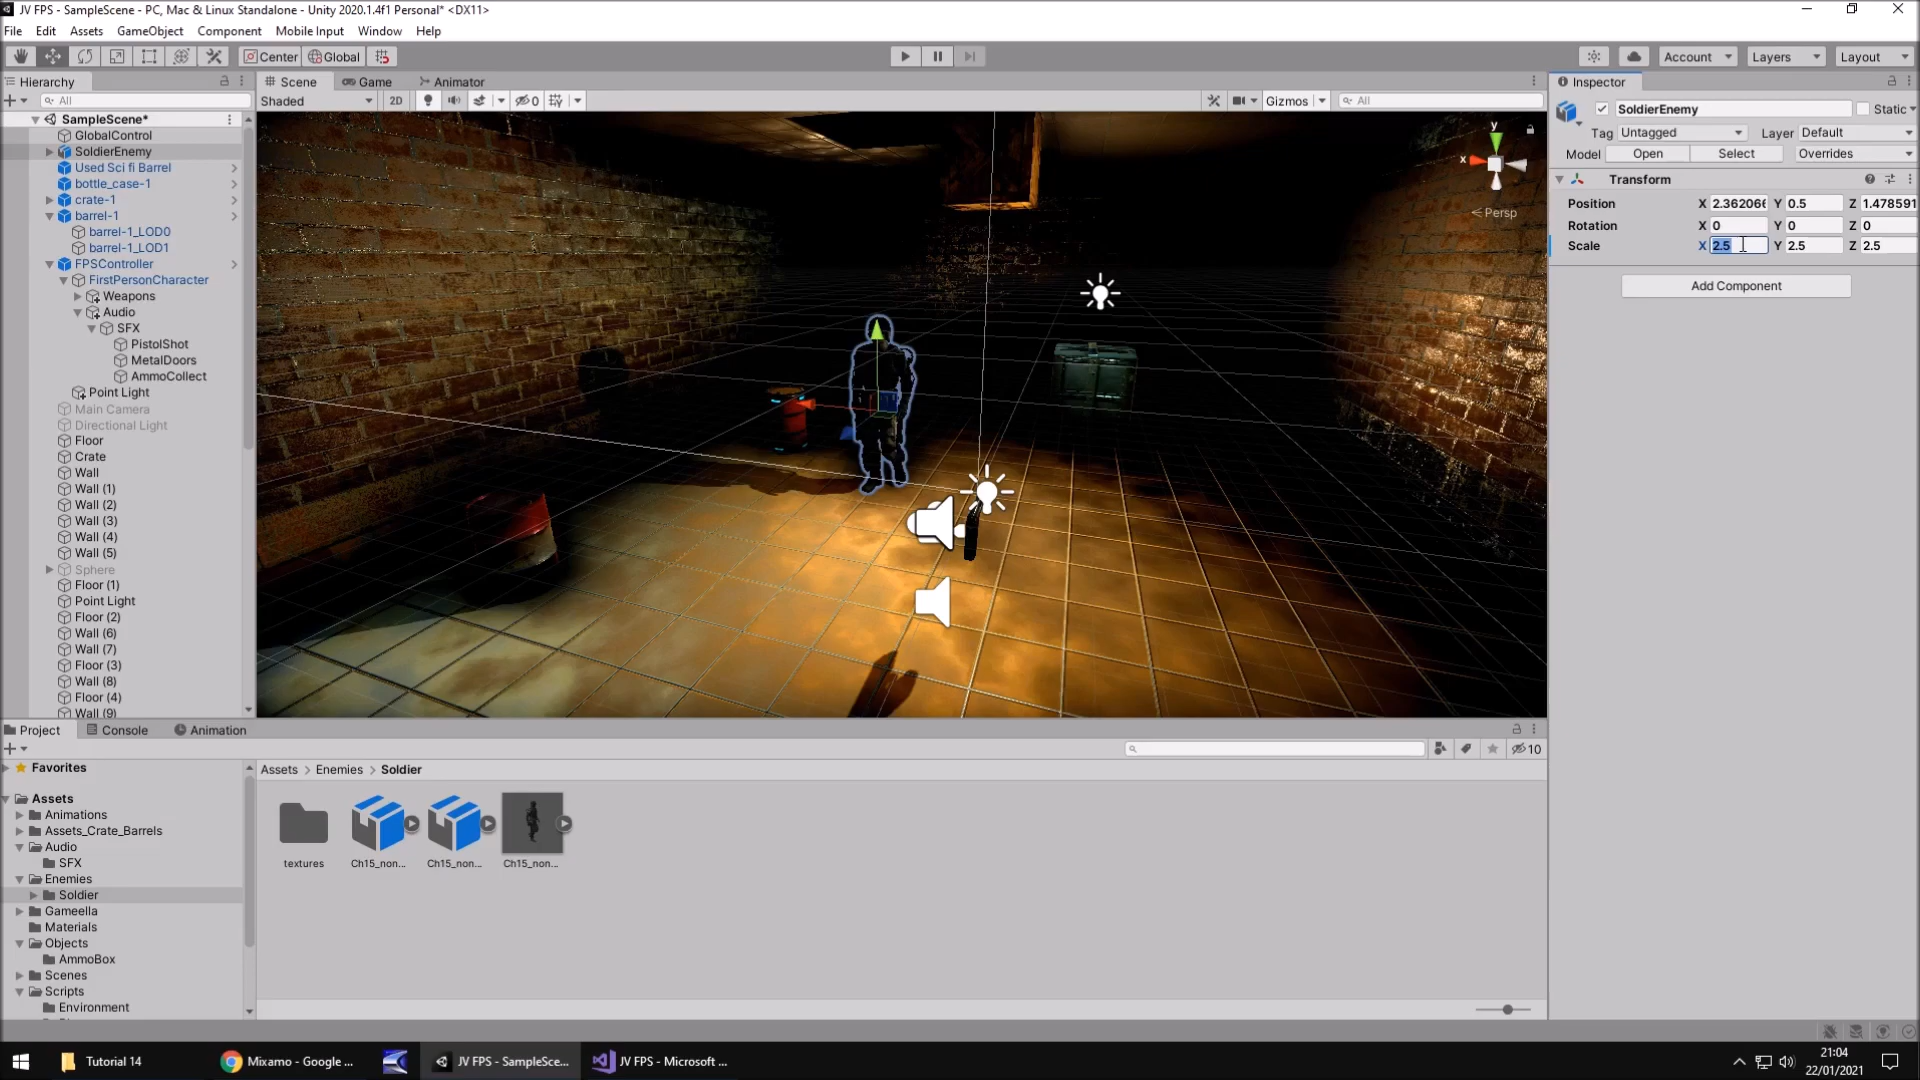 JV FPS - SampleScene - PC, Mac & Linux Standalone - Unity 2020.1.4f1 Personal* <DX11>
File Edit Assets GameObject Component Mobile Input Window Help
Center Global Account Layers Layout
Hierarchy
All
SampleScene*
GlobalControl
SoldierEnemy
Used Sci fi Barrel
bottle_case-1
crate-1
barrel-1
barrel-1_LOD0
barrel-1_LOD1
FPSController
FirstPersonCharacter
Weapons
Audio
SFX
PistolShot
MetalDoors
AmmoCollect
Point Light
Main Camera
Directional Light
Floor
Crate
Wall
Wall (1)
Wall (2)
Wall (3)
Wall (4)
Wall (5)
Sphere
Floor (1)
Point Light
Floor (2)
Wall (6)
Wall (7)
Floor (3)
Wall (8)
Floor (4)
Wall (9)
Scene Game Animator
Shaded 2D 0 Gizmos All
y
x
Persp
Inspector
SoldierEnemy Static
Tag Untagged Layer Default
Model Open Select Overrides
Transform
Position X 2.362066 Y 0.5 Z 1.478591
Rotation X 0 Y 0 Z 0
Scale X 2.5 Y 2.5 Z 2.5
Add Component
Project Console Animation
10
Favorites
Assets
Animations
Assets_Crate_Barrels
Audio
SFX
Enemies
Soldier
Gameella
Materials
Objects
AmmoBox
Scenes
Scripts
Environment
Assets > Enemies > Soldier
textures Ch15_non... Ch15_non... Ch15_non...
Tutorial 14 Mixamo - Google ... JV FPS - SampleSce... JV FPS - Microsoft ...
21:04
22/01/2021